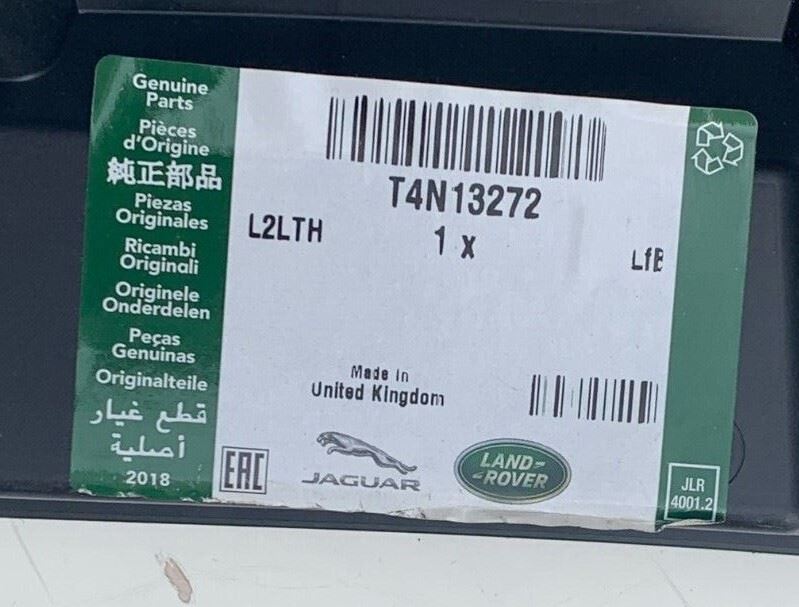 Genuine
Parts
Pièces
d'Origine
純正部品
Piezas
Originales
Ricambi
Originali
Originele
Onderdelen
Peças
Genuinas
Originalteile
قطع غيار
أصلية
2018
T4N13272
L2LTH
1 x
LfB
Made in
United Kingdom
EAC
JAGUAR
LAND-
-ROVER
JLR
4001.2